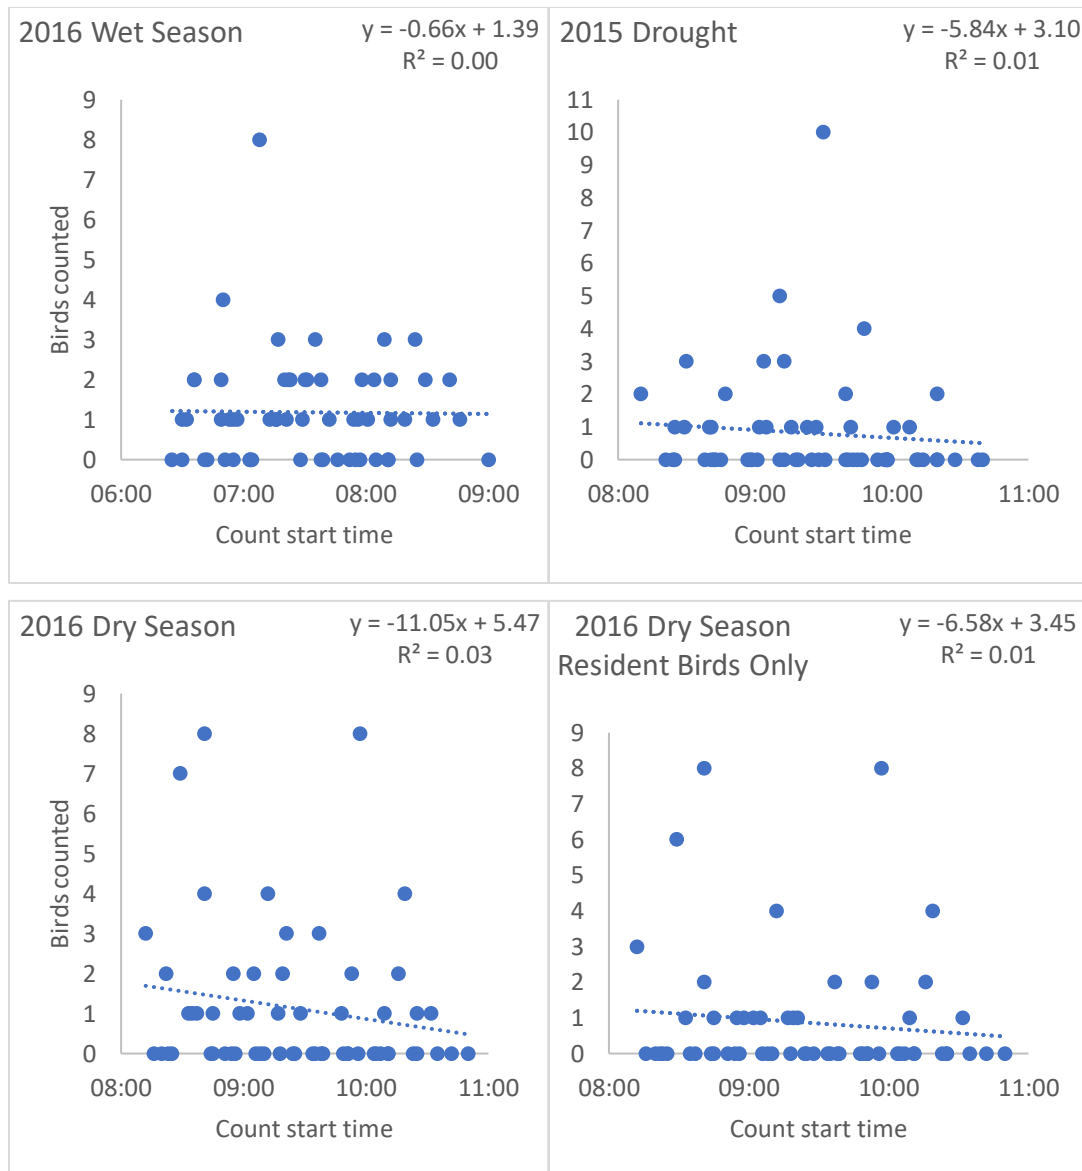 2016 Wet Season
y = -0.66x + 1.39
R² = 0.00
9
8
7
6
5
4
3
2
1
0
Birds counted
06:00 07:00 08:00 09:00
Count start time
2015 Drought
y = -5.84x + 3.10
R² = 0.01
11
10
9
8
7
6
5
4
3
2
1
0
08:00 09:00 10:00 11:00
Count start time
2016 Dry Season
y = -11.05x + 5.47
R² = 0.03
9
8
7
6
5
4
3
2
1
0
Birds counted
08:00 09:00 10:00 11:00
Count start time
2016 Dry Season
Resident Birds Only
y = -6.58x + 3.45
R² = 0.01
9
8
7
6
5
4
3
2
1
0
08:00 09:00 10:00 11:00
Count start time